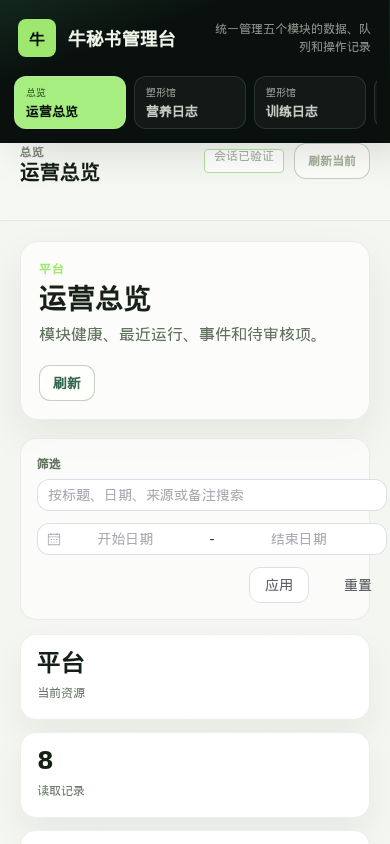 牛
牛秘书管理台
统一管理五个模块的数据、队
列和操作记录
总览
运营总览
塑形馆
营养日志
塑形馆
训练日志
总览
运营总览
会话已验证
刷新当前
平台
运营总览
模块健康、最近运行、事件和待审核项。
刷新
筛选
按标题、日期、来源或备注搜索
开始日期 - 结束日期
应用
重置
平台
当前资源
8
读取记录